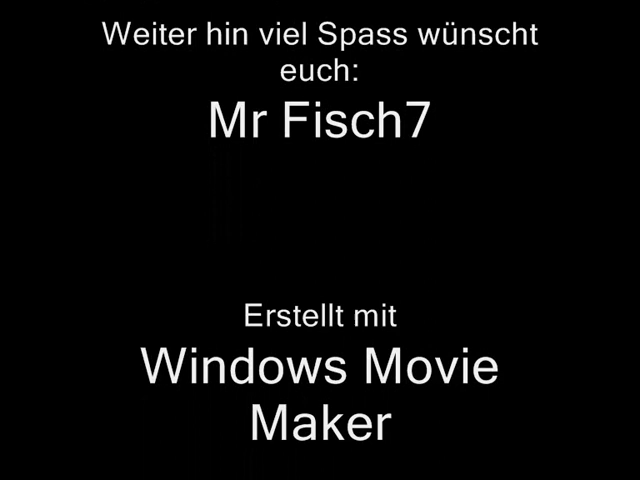 Weiter hin viel Spass wünscht
euch:
Mr Fisch7
Erstellt mit
Windows Movie
Maker